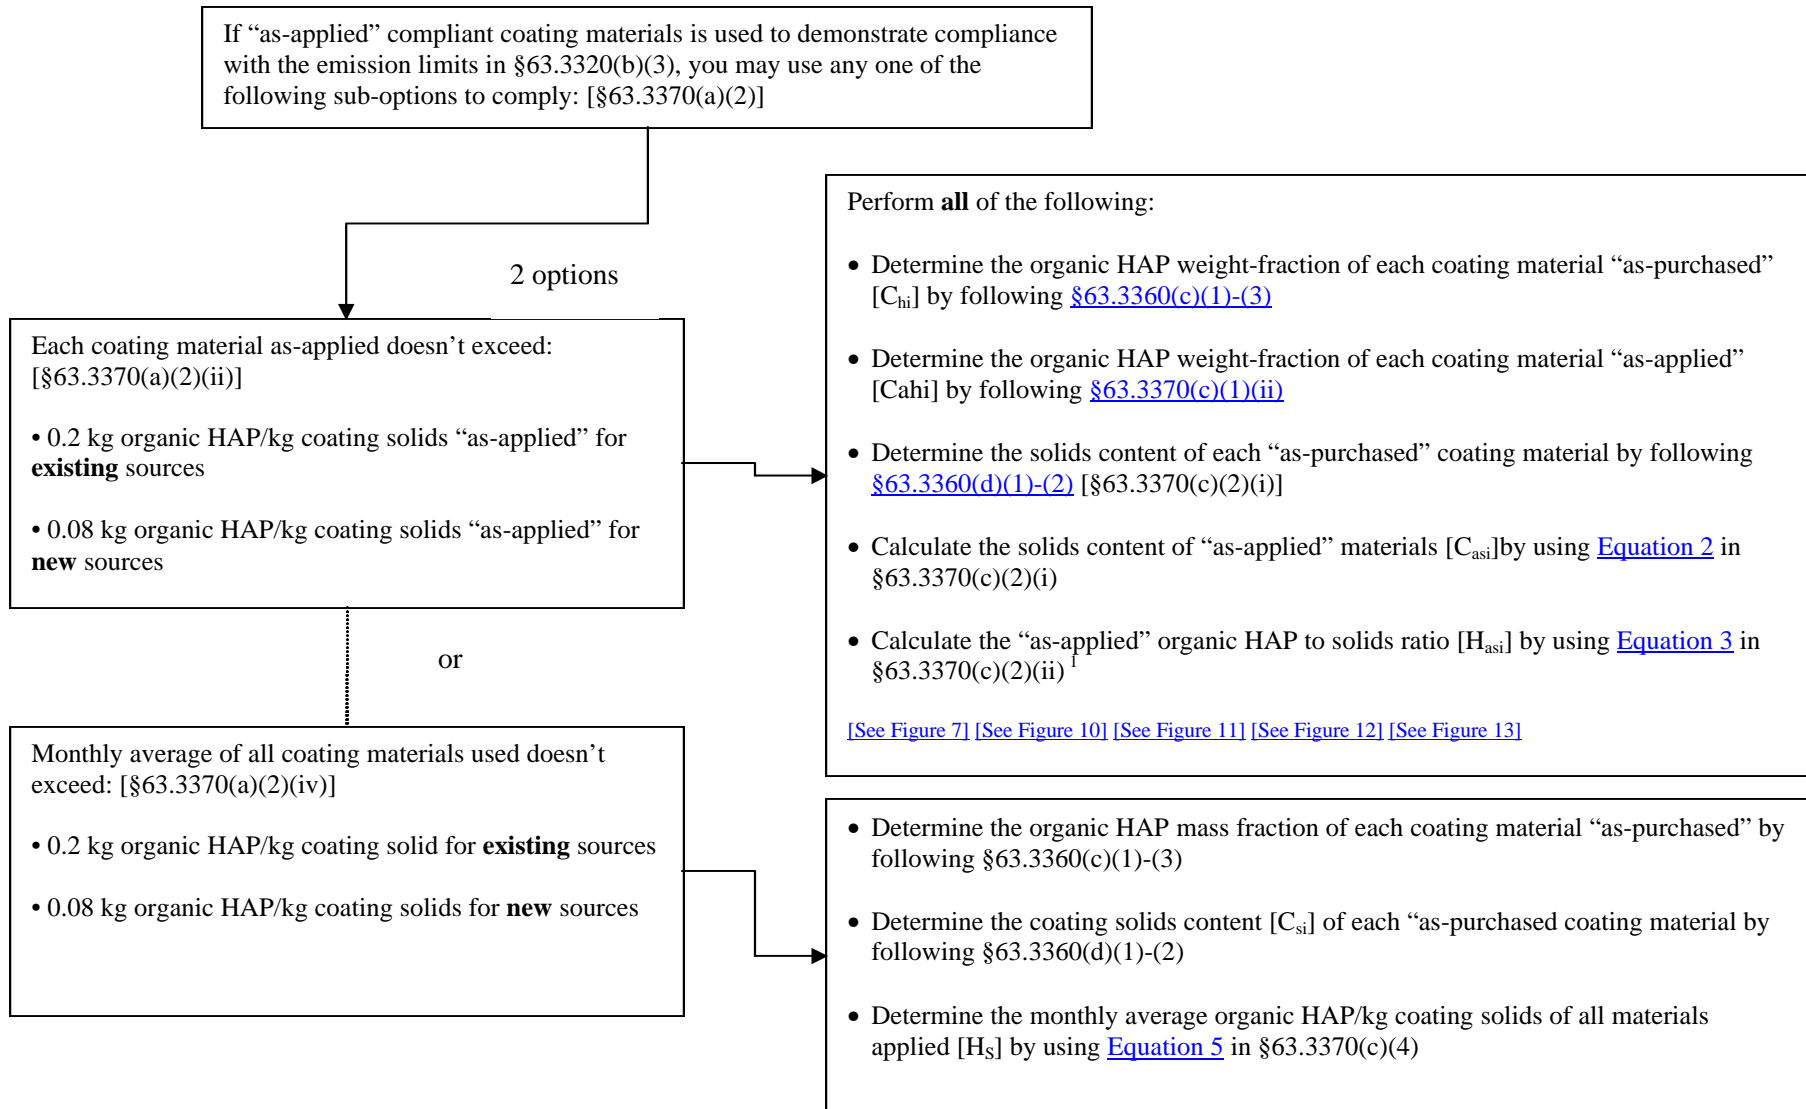 If “as-applied” compliant coating materials is used to demonstrate compliance
with the emission limits in §63.3320(b)(3), you may use any one of the
following sub-options to comply: [§63.3370(a)(2)]
2 options
Each coating material as-applied doesn’t exceed:
[§63.3370(a)(2)(ii)]
• 0.2 kg organic HAP/kg coating solids “as-applied” for
existing sources
• 0.08 kg organic HAP/kg coating solids “as-applied” for
new sources
or
Monthly average of all coating materials used doesn’t
exceed: [§63.3370(a)(2)(iv)]
• 0.2 kg organic HAP/kg coating solid for existing sources
• 0.08 kg organic HAP/kg coating solids for new sources
Perform all of the following:
• Determine the organic HAP weight-fraction of each coating material “as-purchased”
[Chi] by following §63.3360(c)(1)-(3)
• Determine the organic HAP weight-fraction of each coating material “as-applied”
[Cahi] by following §63.3370(c)(1)(ii)
• Determine the solids content of each “as-purchased” coating material by following
§63.3360(d)(1)-(2) [§63.3370(c)(2)(i)]
• Calculate the solids content of “as-applied” materials [Casi]by using Equation 2 in
§63.3370(c)(2)(i)
• Calculate the “as-applied” organic HAP to solids ratio [Hasi] by using Equation 3 in
§63.3370(c)(2)(ii) 1
[See Figure 7] [See Figure 10] [See Figure 11] [See Figure 12] [See Figure 13]
• Determine the organic HAP mass fraction of each coating material “as-purchased” by
following §63.3360(c)(1)-(3)
• Determine the coating solids content [Csi] of each “as-purchased coating material by
following §63.3360(d)(1)-(2)
• Determine the monthly average organic HAP/kg coating solids of all materials
applied [HS] by using Equation 5 in §63.3370(c)(4)